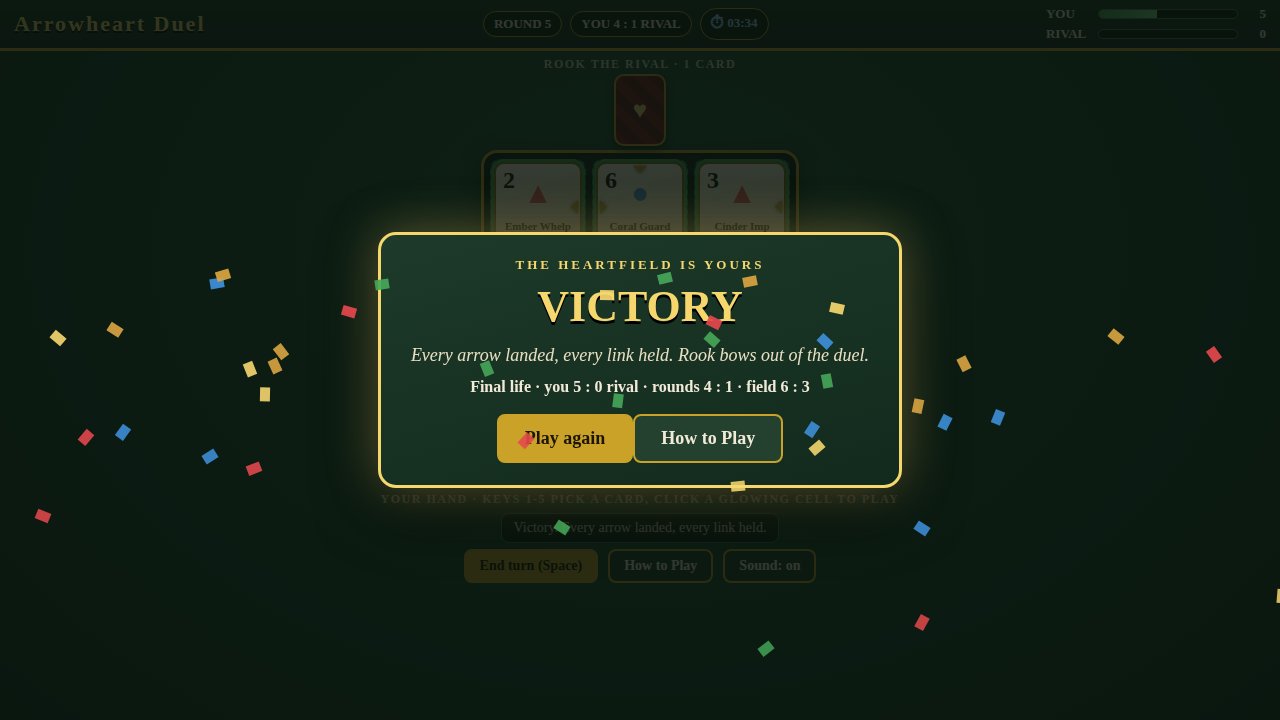 Arrowheart Duel
ROUND 5
YOU 4 : 1 RIVAL
⏱ 03:34
YOU 5
RIVAL 0
ROOK THE RIVAL · 1 CARD
2
6
3
Ember Whelp
Coral Guard
Cinder Imp
THE HEARTFIELD IS YOURS
VICTORY
Every arrow landed, every link held. Rook bows out of the duel.
Final life · you 5 : 0 rival · rounds 4 : 1 · field 6 : 3
Play again
How to Play
YOUR HAND · KEYS 1-5 PICK A CARD, CLICK A GLOWING CELL TO PLAY
Victory every arrow landed, every link held.
End turn (Space)
How to Play
Sound: on